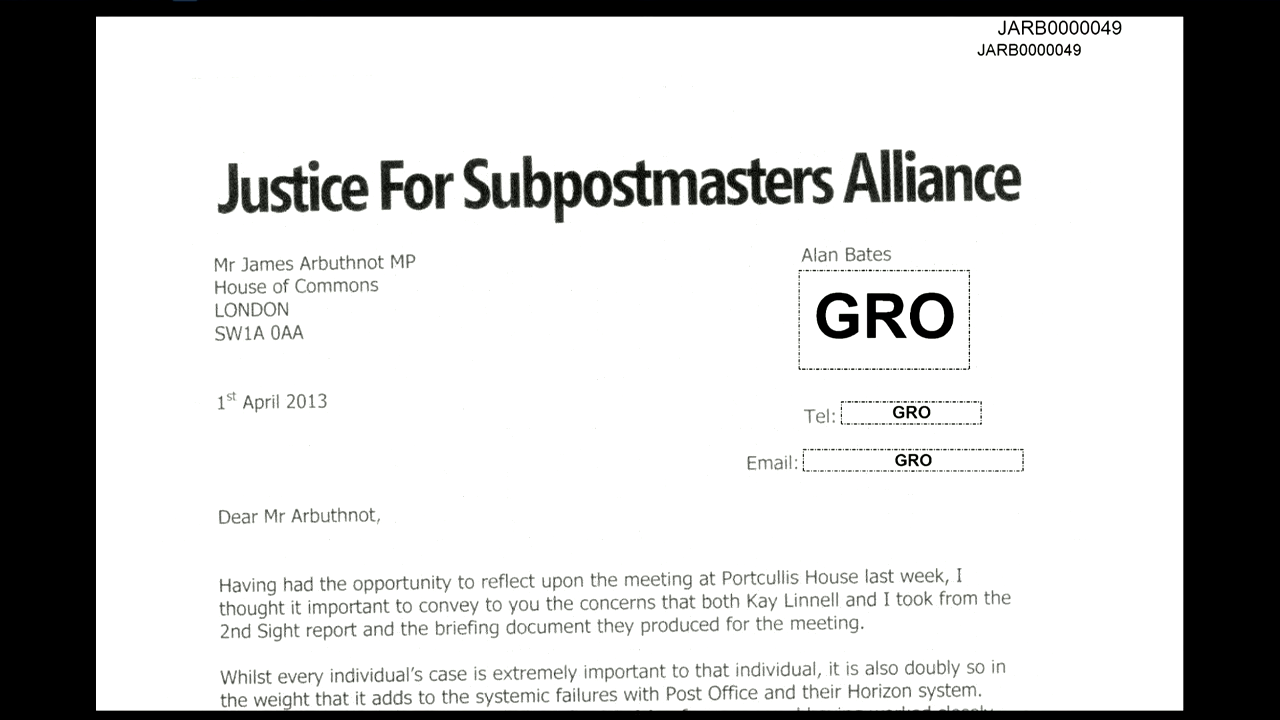 JARB0000049
JARB0000049
Justice For Subpostmasters Alliance
Mr James Arbuthnot MP
House of Commons
LONDON
SW1A 0AA
Alan Bates
GRO
1st April 2013
Tel: GRO
Email: GRO
Dear Mr Arbuthnot,
Having had the opportunity to reflect upon the meeting at Portcullis House last week, I
thought it important to convey to you the concerns that both Kay Linnell and I took from the
2nd Sight report and the briefing document they produced for the meeting.
Whilst every individual's case is extremely important to that individual, it is also doubly so in
the weight that it adds to the systemic failures with Post Office and their Horizon system.